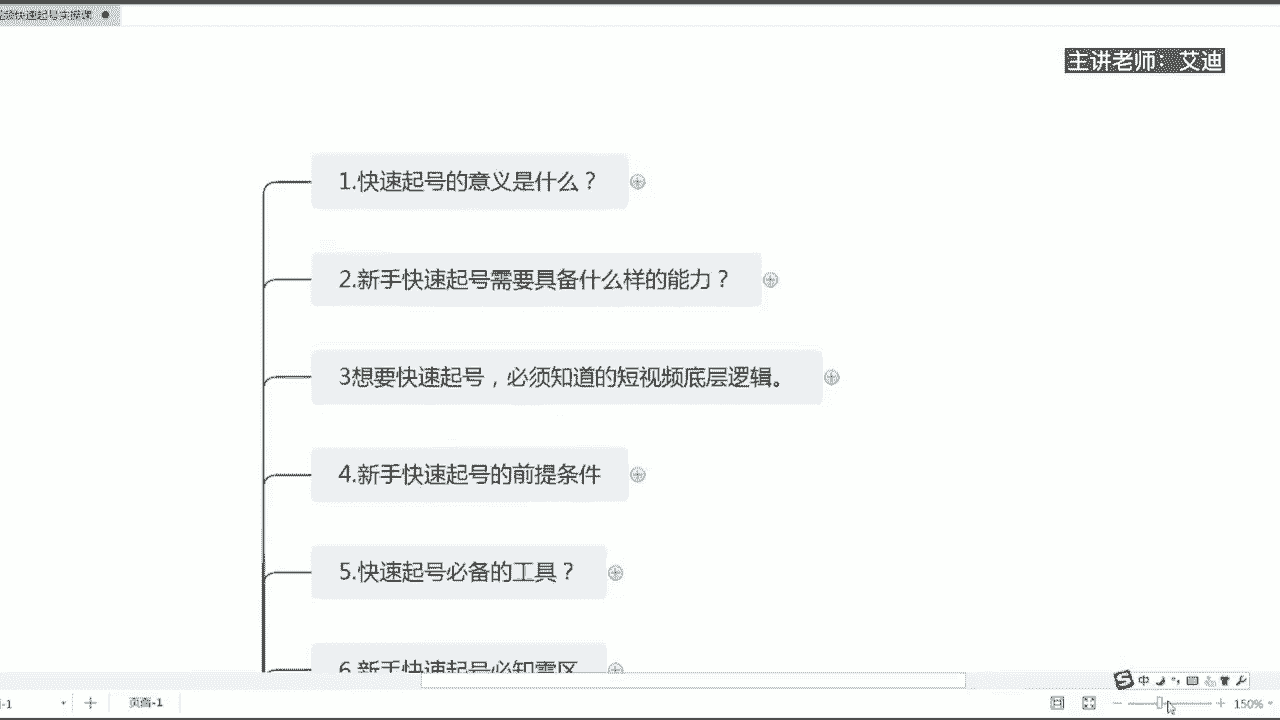 快速起号实操课
主讲老师：艾迪
1.快速起号的意义是什么？
2.新手快速起号需要具备什么样的能力？
3想要快速起号，必须知道的短视频底层逻辑。
4.新手快速起号的前提条件
5.快速起号必备的工具？
6.新手快速起号必知雷区
-1
页面-1
中
150%